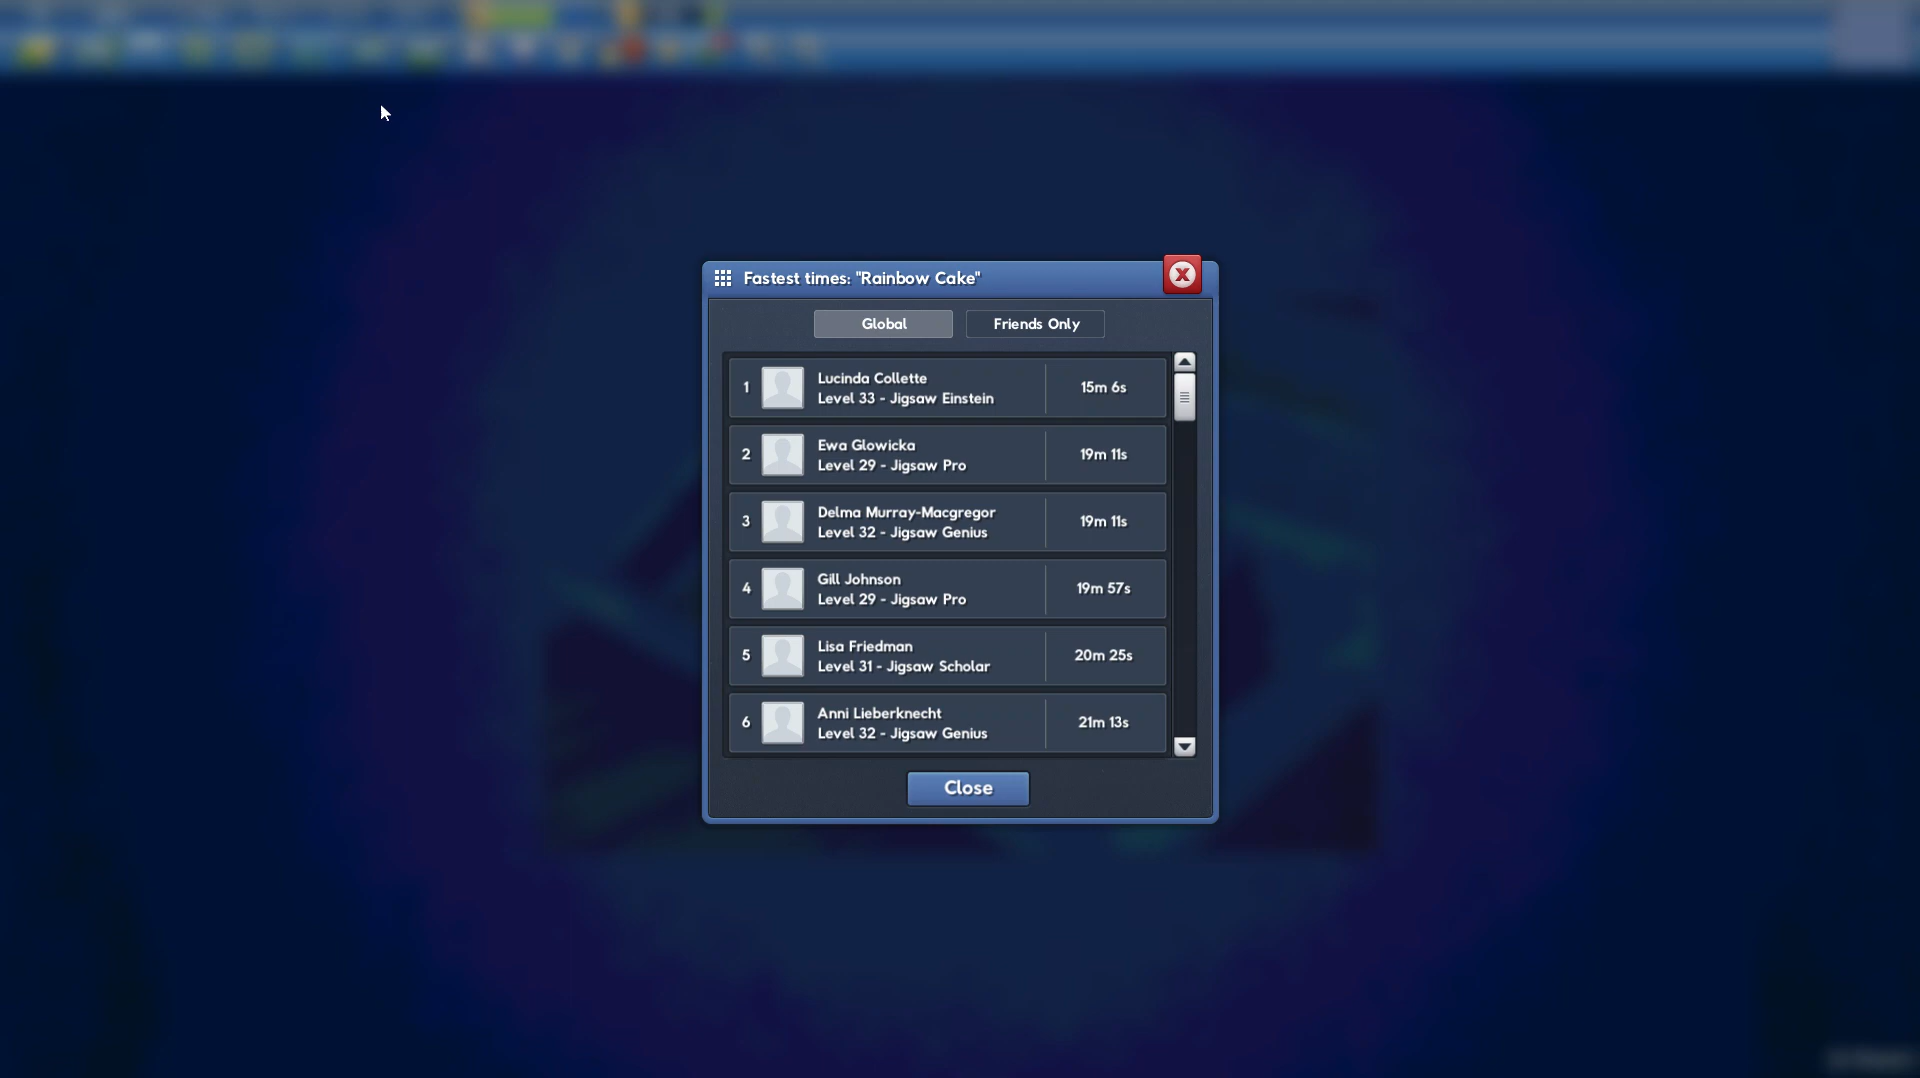 Fastest times: "Rainbow Cake"
Global
Friends Only
1
Lucinda Collette
Level 33 - Jigsaw Einstein
15m 6s
2
Ewa Glowicka
Level 29 - Jigsaw Pro
19m 11s
3
Delma Murray-Macgregor
Level 32 - Jigsaw Genius
19m 11s
4
Gill Johnson
Level 29 - Jigsaw Pro
19m 57s
5
Lisa Friedman
Level 31 - Jigsaw Scholar
20m 25s
6
Anni Lieberknecht
Level 32 - Jigsaw Genius
21m 13s
Close